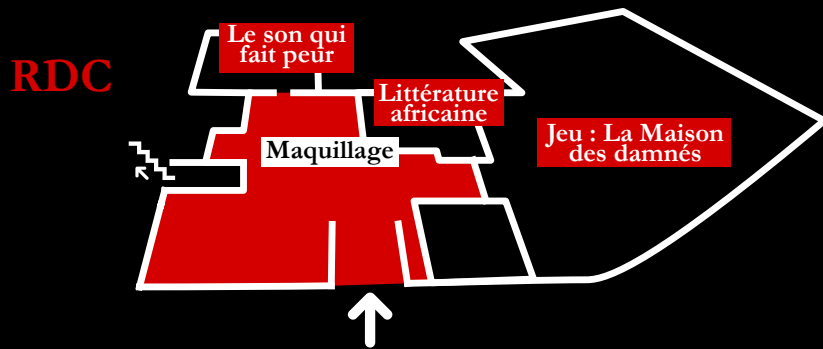 RDC
Le son qui
fait peur
Littérature
africaine
Maquillage
Jeu : La Maison
des damnés